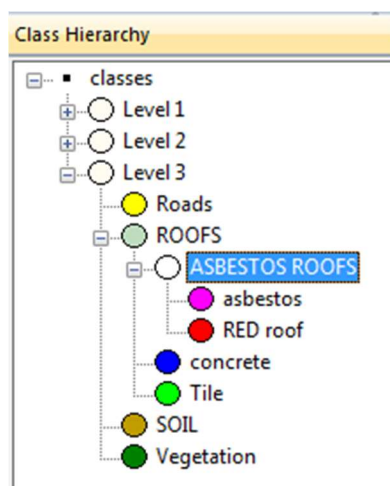 Class Hierarchy
classes
Level 1
Level 2
Level 3
Roads
ROOFS
ASBESTOS ROOFS
asbestos
RED roof
concrete
Tile
SOIL
Vegetation